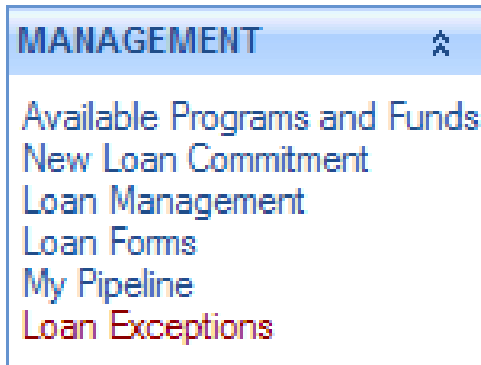 MANAGEMENT
Available Programs and Funds
New Loan Commitment
Loan Management
Loan Forms
My Pipeline
Loan Exceptions